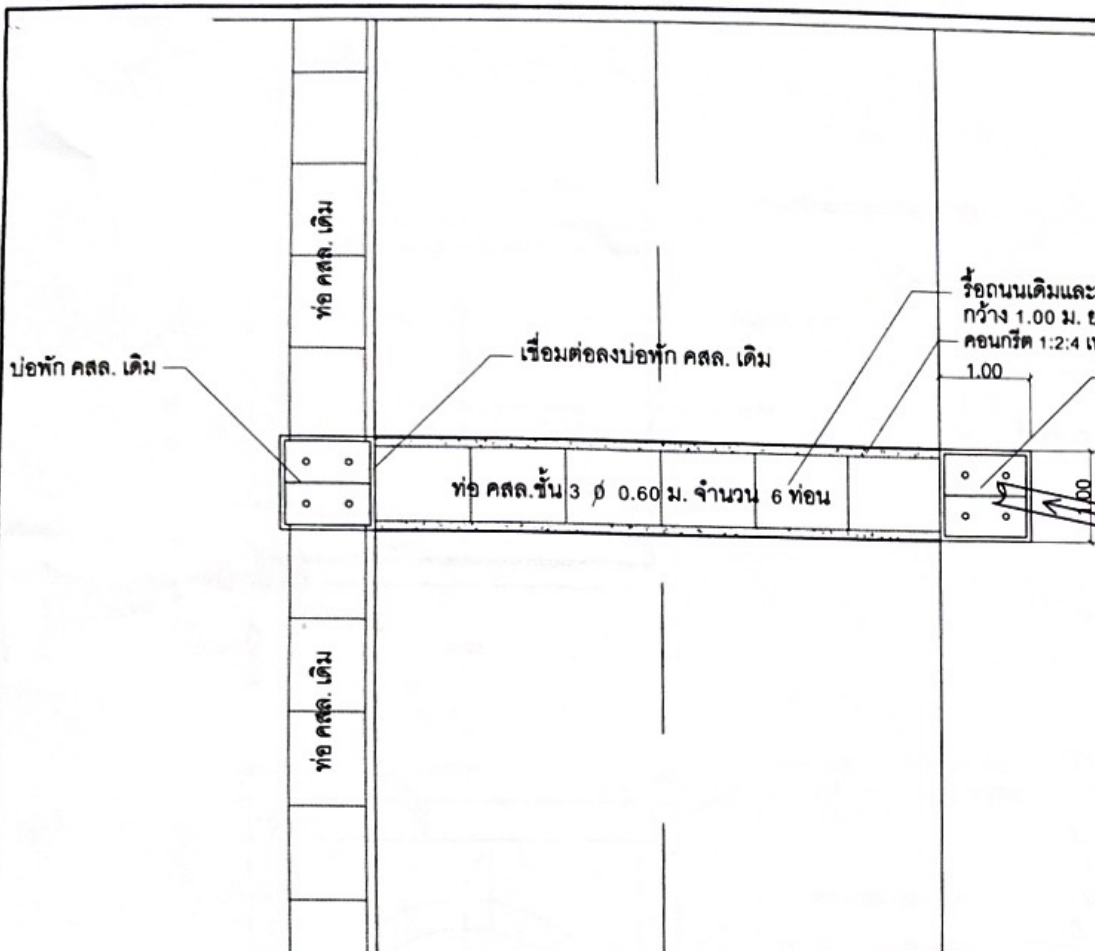 ท่อ คสล. เดิม
รื้อถนนเดิมและ
กว้าง 1.00 ม.
คอนกรีต 1:2:4
1.00
เชื่อมต่อลงบ่อพัก คสล. เดิม
บ่อพัก คสล. เดิม
ท่อ คสล.ชั้น 3 ø 0.60 ม. จำนวน 6 ท่อน
1.00
ท่อ คสล. เดิม